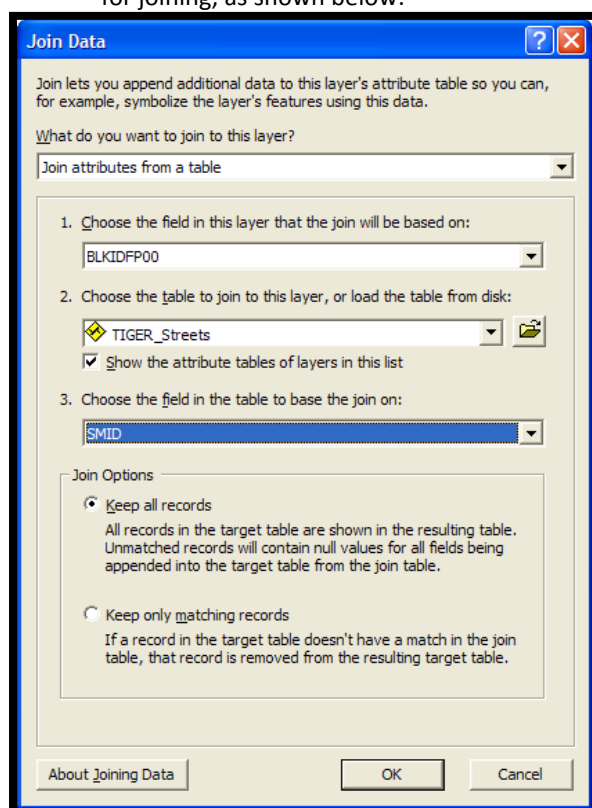 for joining, as shown below:
Join Data
Join lets you append additional data to this layer's attribute table so you can,
for example, symbolize the layer's features using this data.
What do you want to join to this layer?
Join attributes from a table
1. Choose the field in this layer that the join will be based on:
BLKIDFP00
2. Choose the table to join to this layer, or load the table from disk:
TIGER_Streets
Show the attribute tables of layers in this list
3. Choose the field in the table to base the join on:
SMID
Join Options
Keep all records
All records in the target table are shown in the resulting table.
Unmatched records will contain null values for all fields being
appended into the target table from the join table.
Keep only matching records
If a record in the target table doesn't have a match in the join
table, that record is removed from the resulting target table.
About Joining Data
OK
Cancel